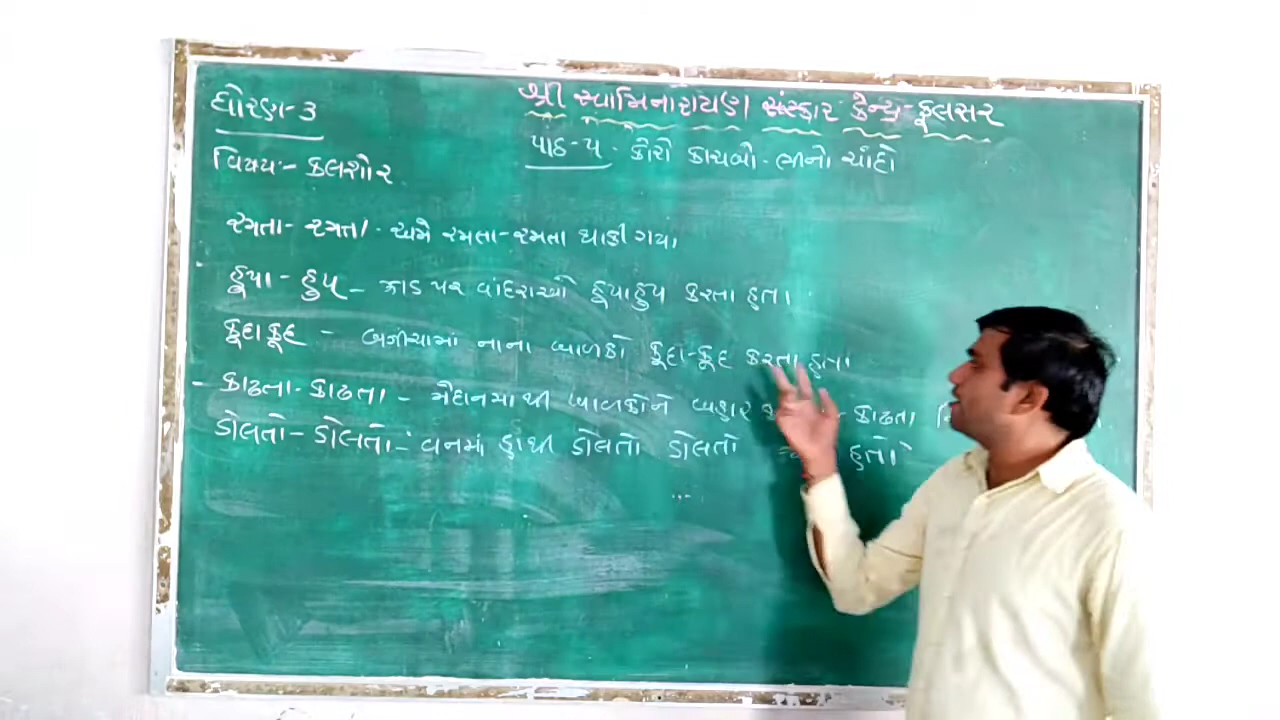 શ્રી સ્વામિનારાયણ સંસ્કાર કેન્દ્ર-ફૂલસર
ધોરણ-૩
પાઠ-૫. કોરો કાચબો. ભીનો ચાંદો
વિષય:- કલશોર
રમતા- રમતા. અમે રમતા-રમતા થાકી ગયા
હૂપા - હુપ - ઝાડ પર વાંદરાઓ હુપાહુપ કરતા હતા
કૂદાકૂદ - બગીચામાં નાના બાળકો કૂદા-કૂદ કરતા હતા
- કાઢતા-કાઢતા - મેદાનમાથી બાળકોને બહાર કાઢતા
ડોલતો-ડોલતો - વનમાં હાથી ડોલતો ડોલતો હતો